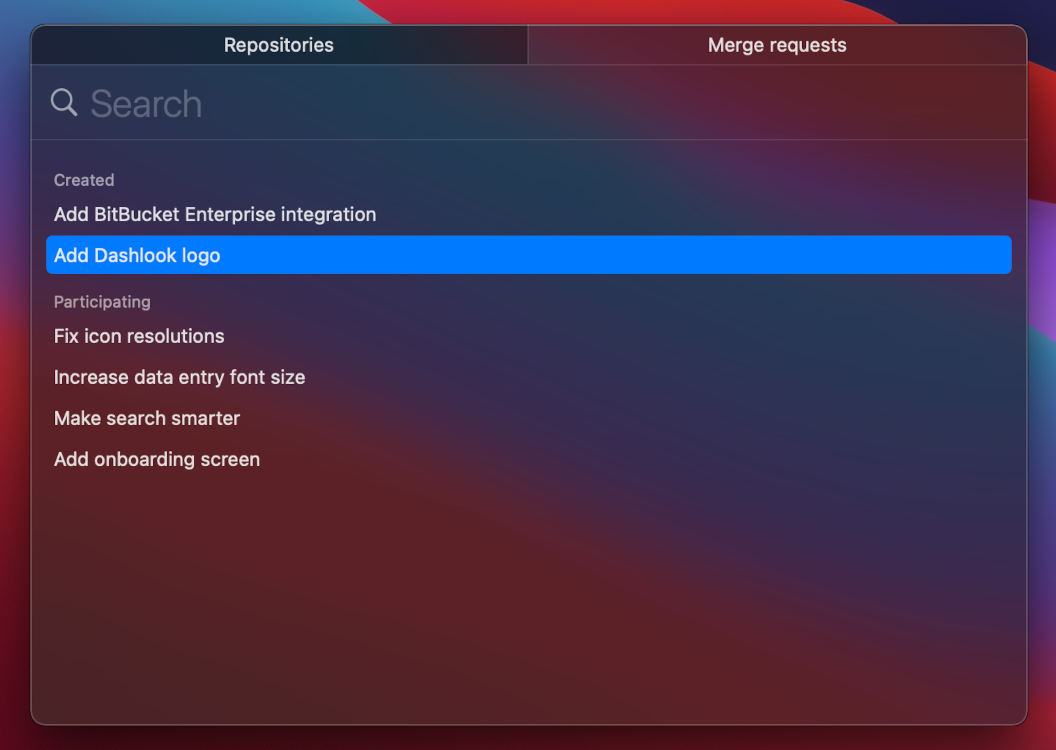 Repositories
Merge requests
Search
Created
Add BitBucket Enterprise integration
Add Dashlook logo
Participating
Fix icon resolutions
Increase data entry font size
Make search smarter
Add onboarding screen